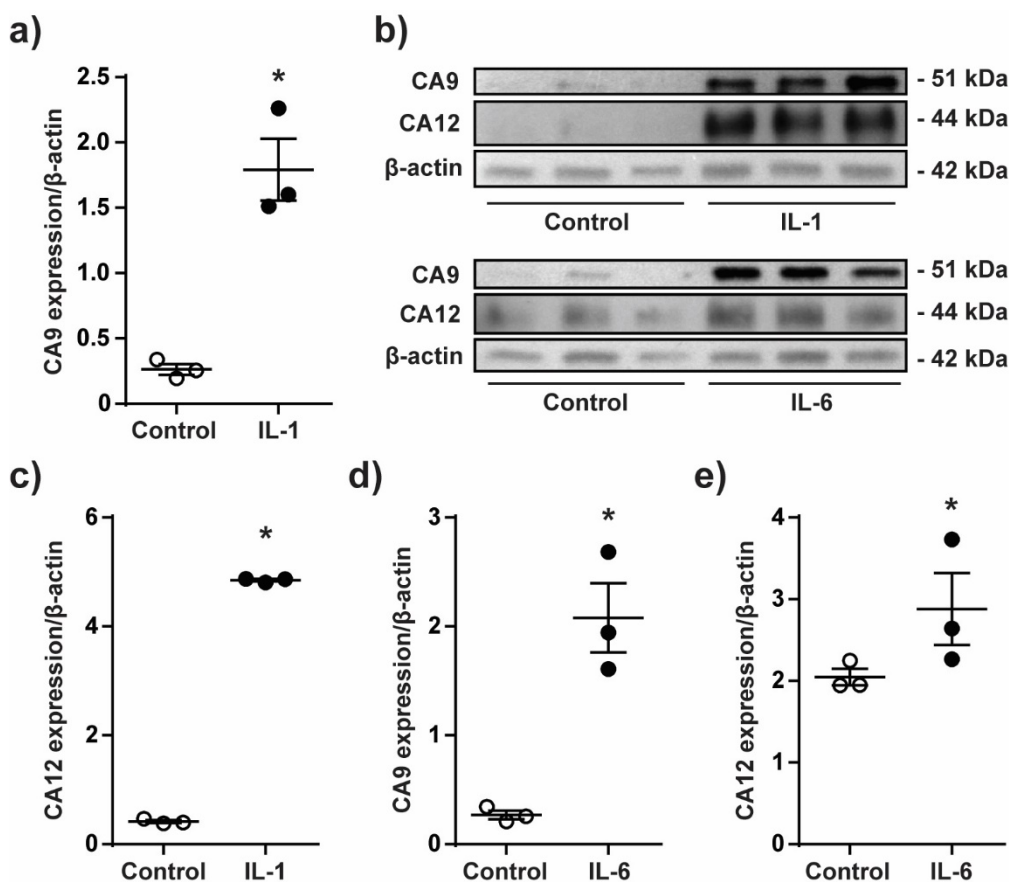 a)
CA9 expression/β-actin
2.5
2.0
1.5
1.0
0.5
0
*
Control
IL-1
b)
CA9
- 51 kDa
CA12
- 44 kDa
β-actin
- 42 kDa
Control
IL-1
CA9
- 51 kDa
CA12
- 44 kDa
β-actin
- 42 kDa
Control
IL-6
c)
CA12 expression/β-actin
6
4
2
0
*
Control
IL-1
d)
CA9 expression/β-actin
3
2
1
0
*
Control
IL-6
e)
CA12 expression/β-actin
4
3
2
1
0
*
Control
IL-6